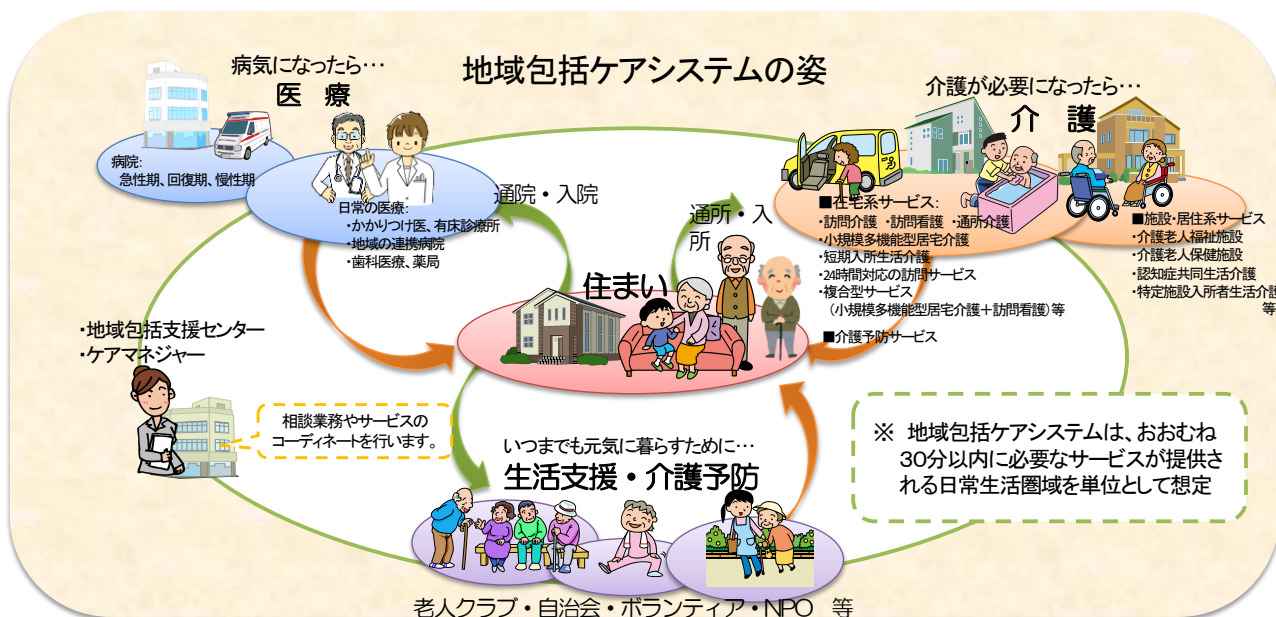 地域包括ケアシステムの姿
病気になったら…
医 療
病院:
急性期、回復期、慢性期
日常の医療:
・かかりつけ医、有床診療所
・地域の連携病院
・歯科医療、薬局
通院・入院
通所・入
所
介護が必要になったら…
介 護
■在宅系サービス:
・訪問介護 ・訪問看護 ・通所介護
・小規模多機能型居宅介護
・短期入所生活介護
・24時間対応の訪問サービス
・複合型サービス
(小規模多機能型居宅介護+訪問看護)等
■介護予防サービス
■施設・居住系サービス
・介護老人福祉施設
・介護老人保健施設
・認知症共同生活介護
・特定施設入所者生活介護
等
住まい
・地域包括支援センター
・ケアマネジャー
相談業務やサービスの
コーディネートを行います。
いつまでも元気に暮らすために…
生活支援・介護予防
老人クラブ・自治会・ボランティア・NPO 等
※ 地域包括ケアシステムは、おおむね
30分以内に必要なサービスが提供さ
れる日常生活圏域を単位として想定